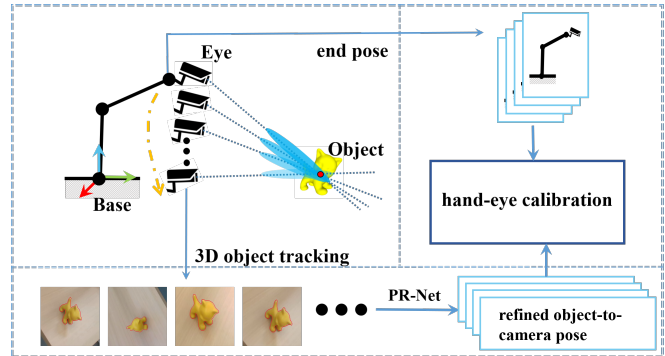 Eye
end pose
Object
Base
hand-eye calibration
3D object tracking
PR-Net
refined object-to-
camera pose